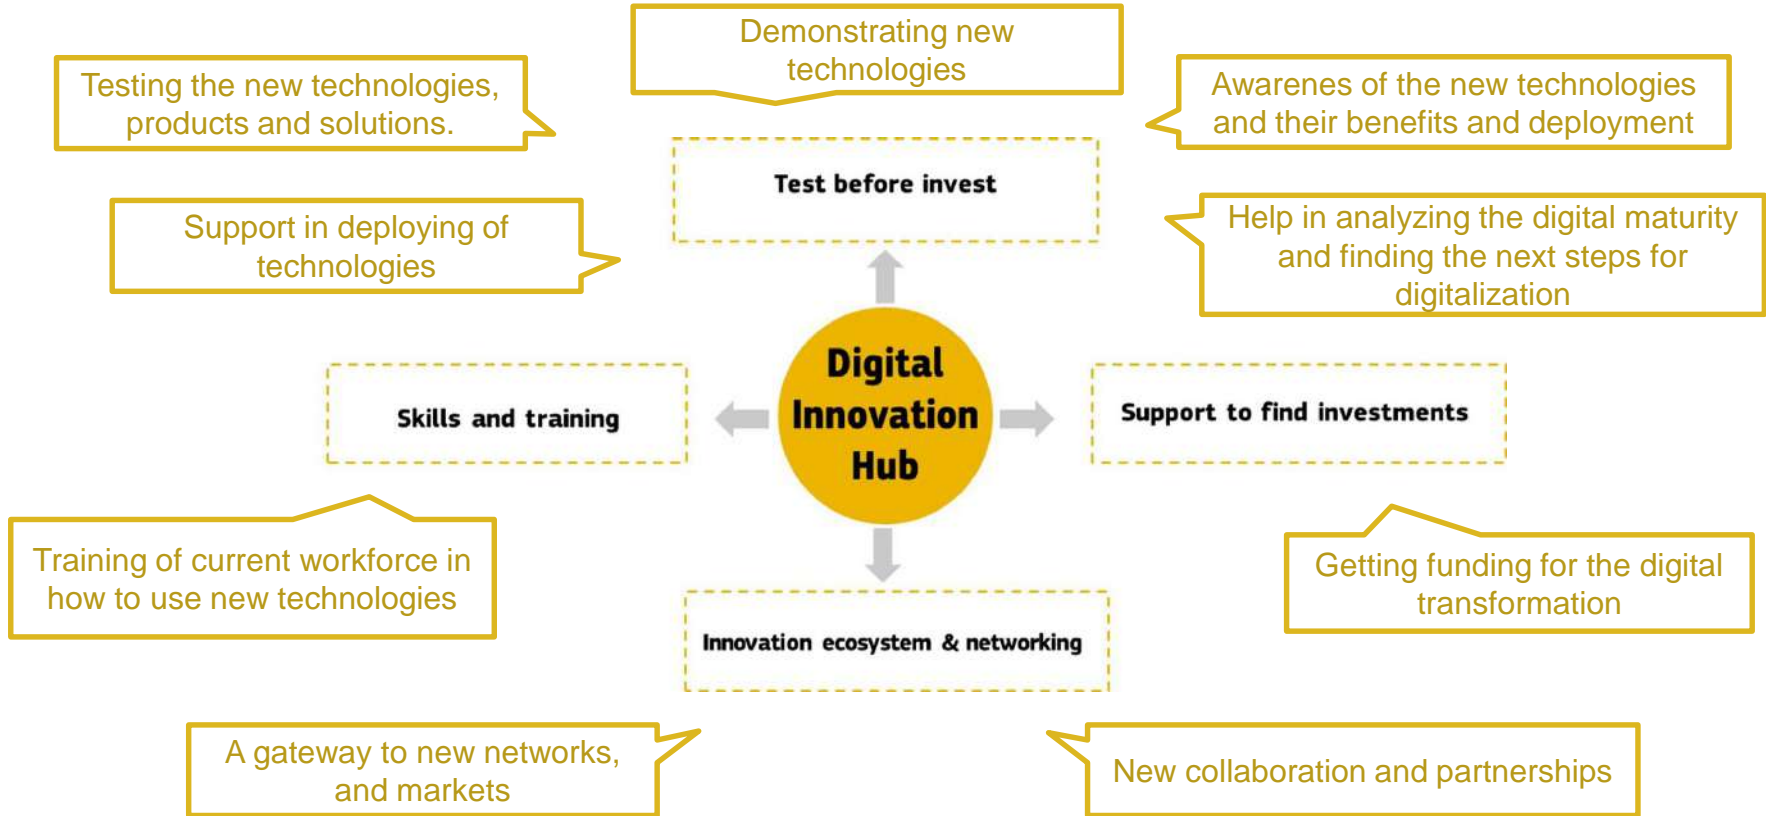 Demonstrating new
technologies
Testing the new technologies,
products and solutions.
Awarenes of the new technologies
and their benefits and deployment
Test before invest
Support in deploying of
technologies
Help in analyzing the digital maturity
and finding the next steps for
digitalization
Digital
Innovation
Hub
Skills and training
Support to find investments
Training of current workforce in
how to use new technologies
Getting funding for the digital
transformation
Innovation ecosystem & networking
A gateway to new networks,
and markets
New collaboration and partnerships